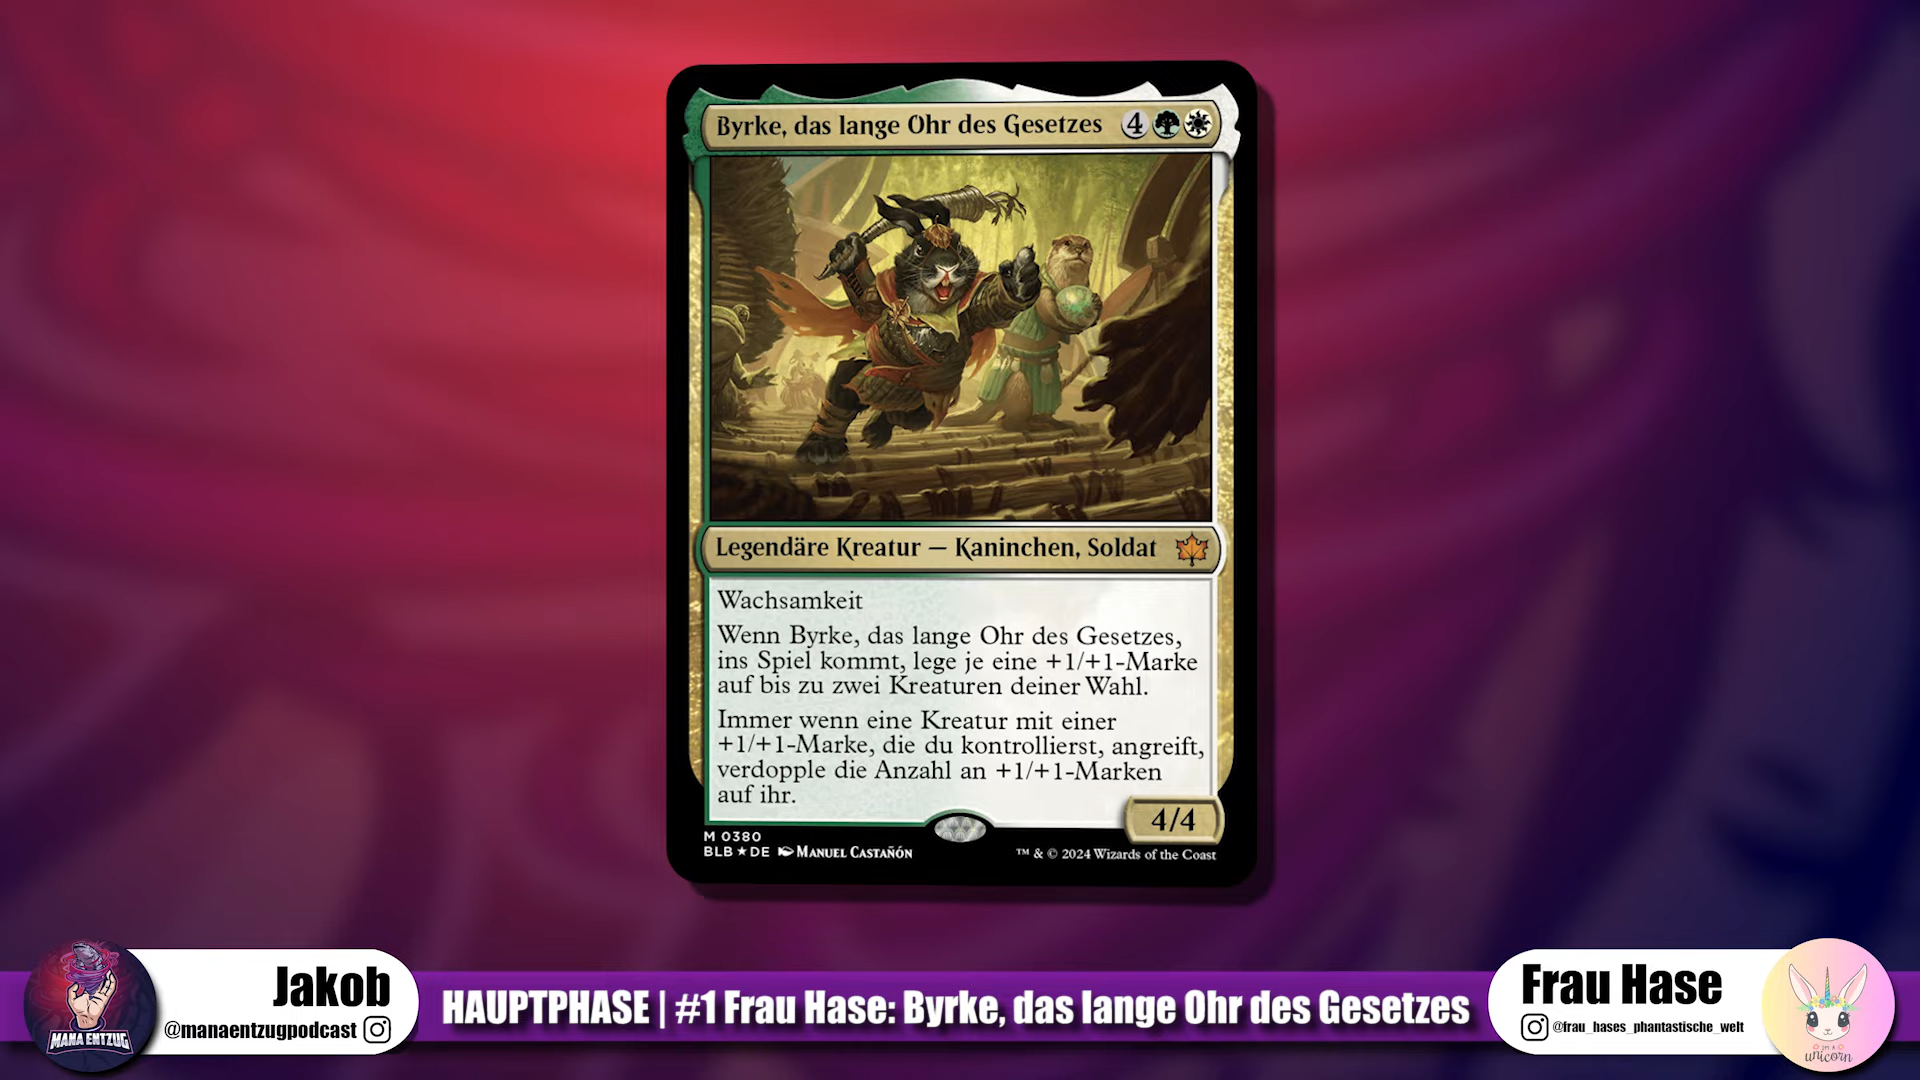 Byrke, das lange Ohr des Gesetzes 4
Legendäre Kreatur — Kaninchen, Soldat
Wachsamkeit
Wenn Byrke, das lange Ohr des Gesetzes,
ins Spiel kommt, lege je eine +1/+1-Marke
auf bis zu zwei Kreaturen deiner Wahl.
Immer wenn eine Kreatur mit einer
+1/+1-Marke, die du kontrollierst, angreift,
verdopple die Anzahl an +1/+1-Marken
auf ihr.
4/4
M 0380
BLB ★ DE Manuel Castañón
™ & © 2024 Wizards of the Coast
MANA ENTZUG
Jakob
@manaentzugpodcast
HAUPTPHASE | #1 Frau Hase: Byrke, das lange Ohr des Gesetzes
Frau Hase
@frau_hases_phantastische_welt
I'M A
unicorn